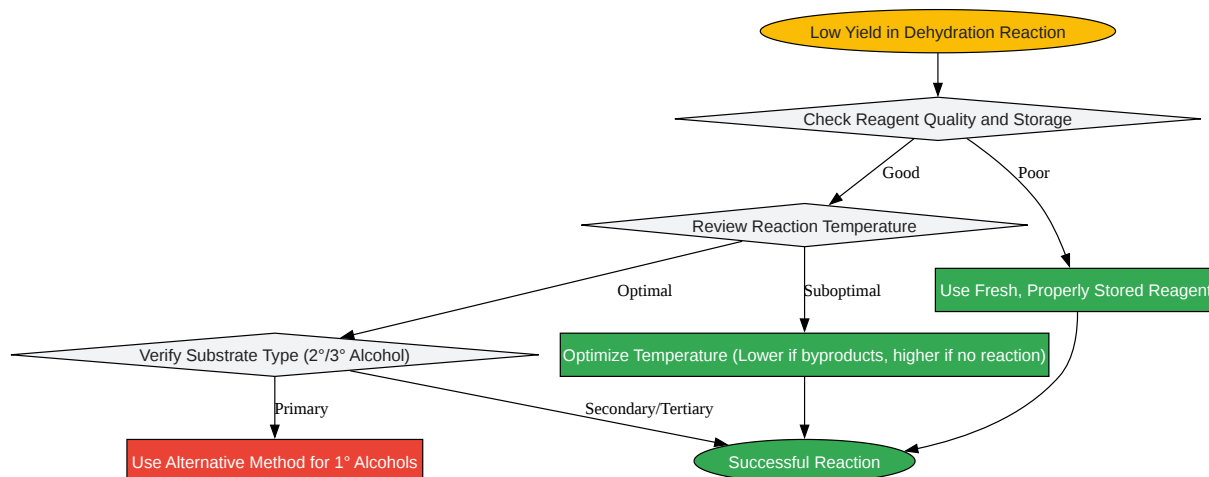 Low Yield in Dehydration Reaction
Check Reagent Quality and Storage
Good
Poor
Review Reaction Temperature
Optimal
Suboptimal
Use Fresh, Properly Stored Reagent
Verify Substrate Type (2°/3° Alcohol)
Optimize Temperature (Lower if byproducts, higher if no reaction)
Primary
Secondary/Tertiary
Use Alternative Method for 1° Alcohols
Successful Reaction